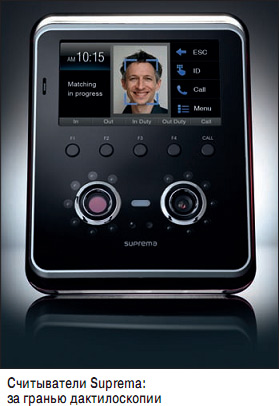 AM 10:15
ESC
ID
Matching
in progress
Call
Menu
In Out In Duty Out Duty Call
F1 F2 F3 F4 CALL
suprema
Считыватели Suprema:
за гранью дактилоскопии